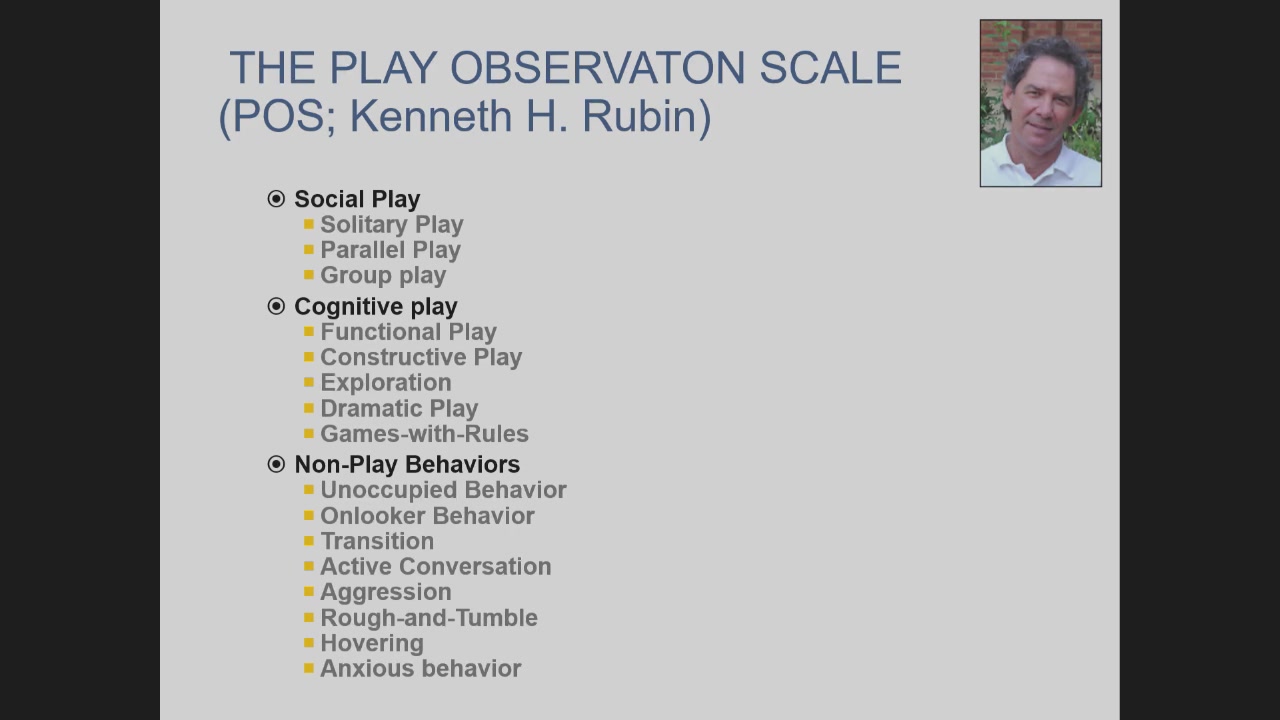 THE PLAY OBSERVATON SCALE
(POS; Kenneth H. Rubin)
Social Play
Solitary Play
Parallel Play
Group play
Cognitive play
Functional Play
Constructive Play
Exploration
Dramatic Play
Games-with-Rules
Non-Play Behaviors
Unoccupied Behavior
Onlooker Behavior
Transition
Active Conversation
Aggression
Rough-and-Tumble
Hovering
Anxious behavior